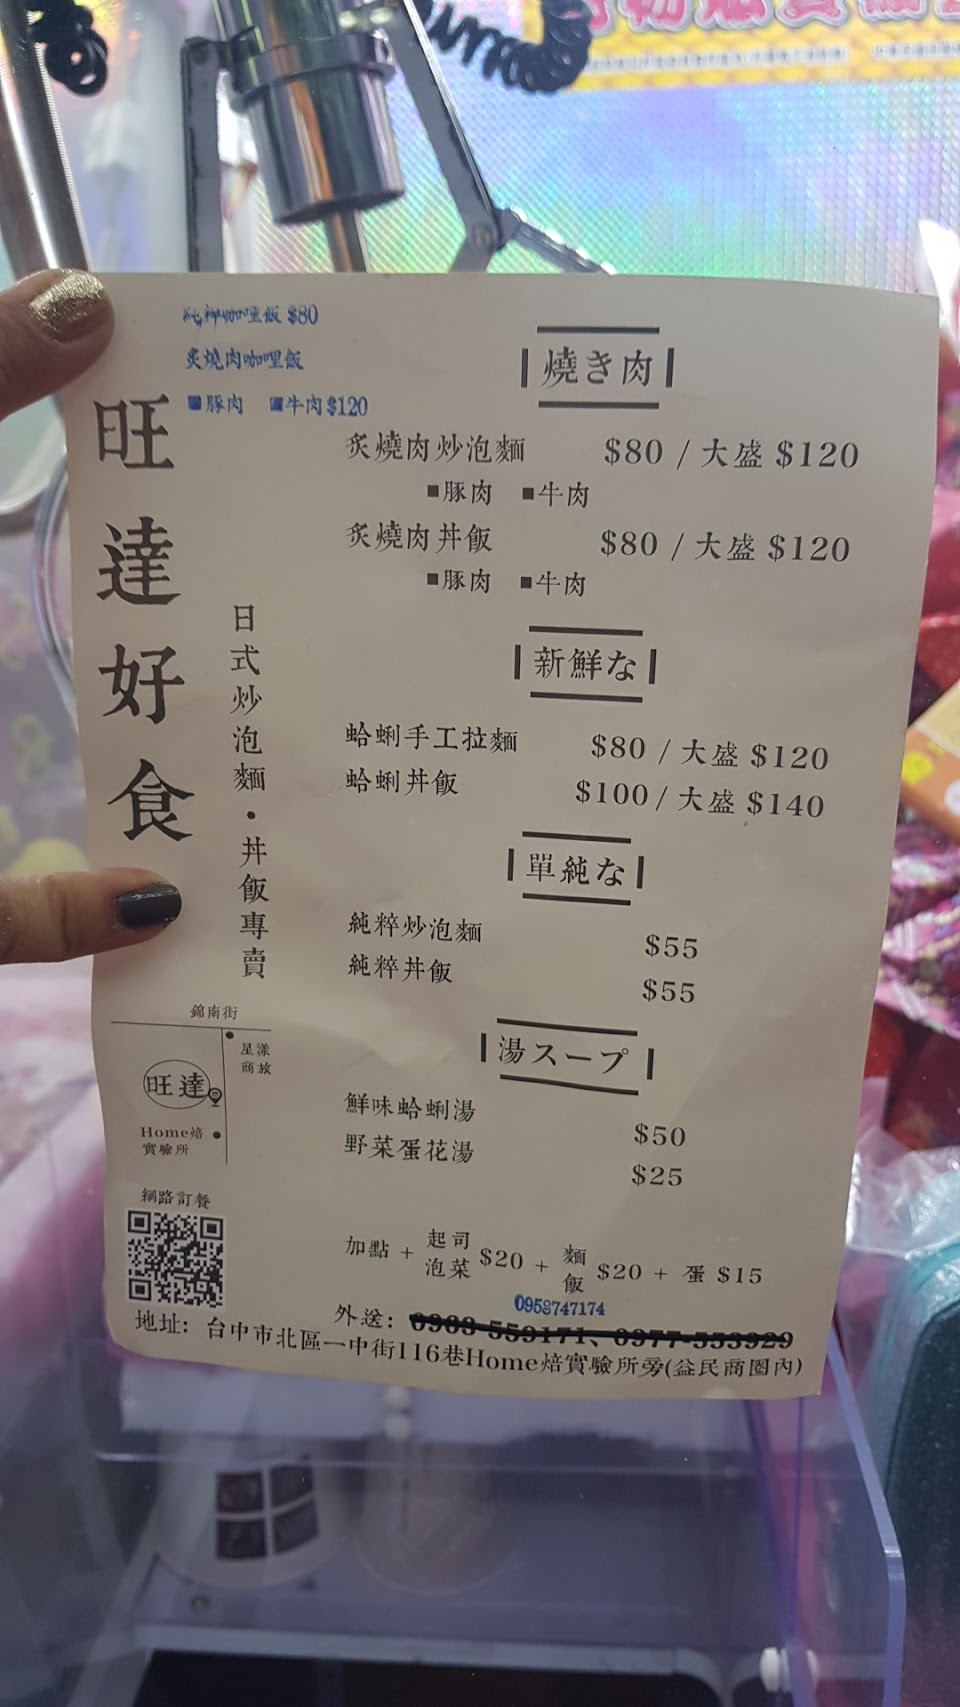 純粹咖哩飯 $80
炙燒肉咖哩飯
■豚肉 ■牛肉$120
旺達好食
日式炒泡麵・丼飯專賣
燒き肉
炙燒肉炒泡麵 $80 / 大盛 $120
■豚肉 ■牛肉
炙燒肉丼飯 $80 / 大盛 $120
■豚肉 ■牛肉
新鮮な
蛤蜊手工拉麵 $80 / 大盛 $120
蛤蜊丼飯 $100 / 大盛 $140
單純な
純粹炒泡麵 $55
純粹丼飯 $55
湯スープ
鮮味蛤蜊湯 $50
野菜蛋花湯 $25
加點 + 起司 泡菜 $20 + 麵 飯 $20 + 蛋 $15
0958747174
外送: 0963-559171、0977-553929
地址: 台中市北區一中街116巷Home焙實驗所旁(益民商圈內)
錦南街
星漾
商旅
旺達
Home焙
實驗所
網路訂餐